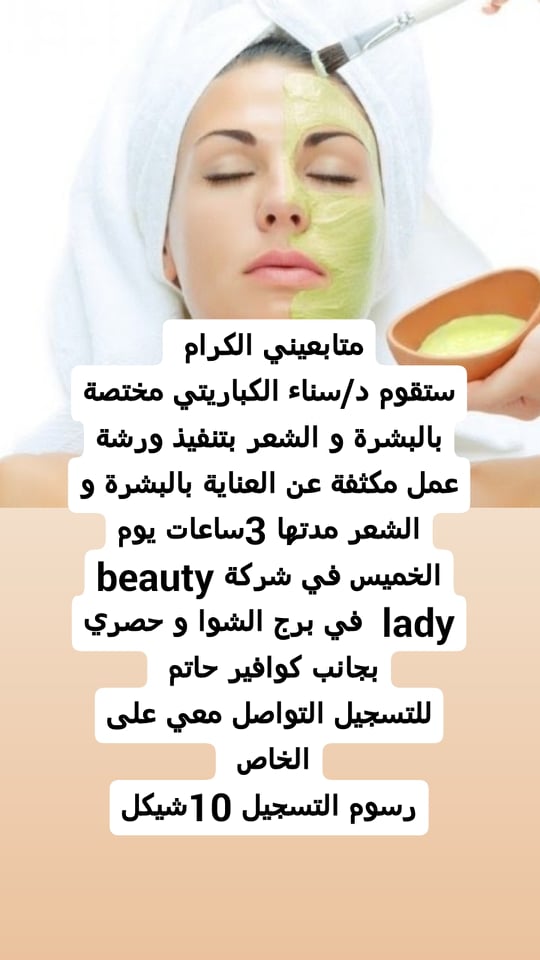 متابعيني الكرام
ستقوم د/سناء الكباريتي مختصة
بالبشرة و الشعر بتنفيذ ورشة
عمل مكثفة عن العناية بالبشرة و
الشعر مدتها 3ساعات يوم
الخميس في شركة beauty
lady في برج الشوا و حصري
بجانب كوافير حاتم
للتسجيل التواصل معي على
الخاص
رسوم التسجيل 10شيكل